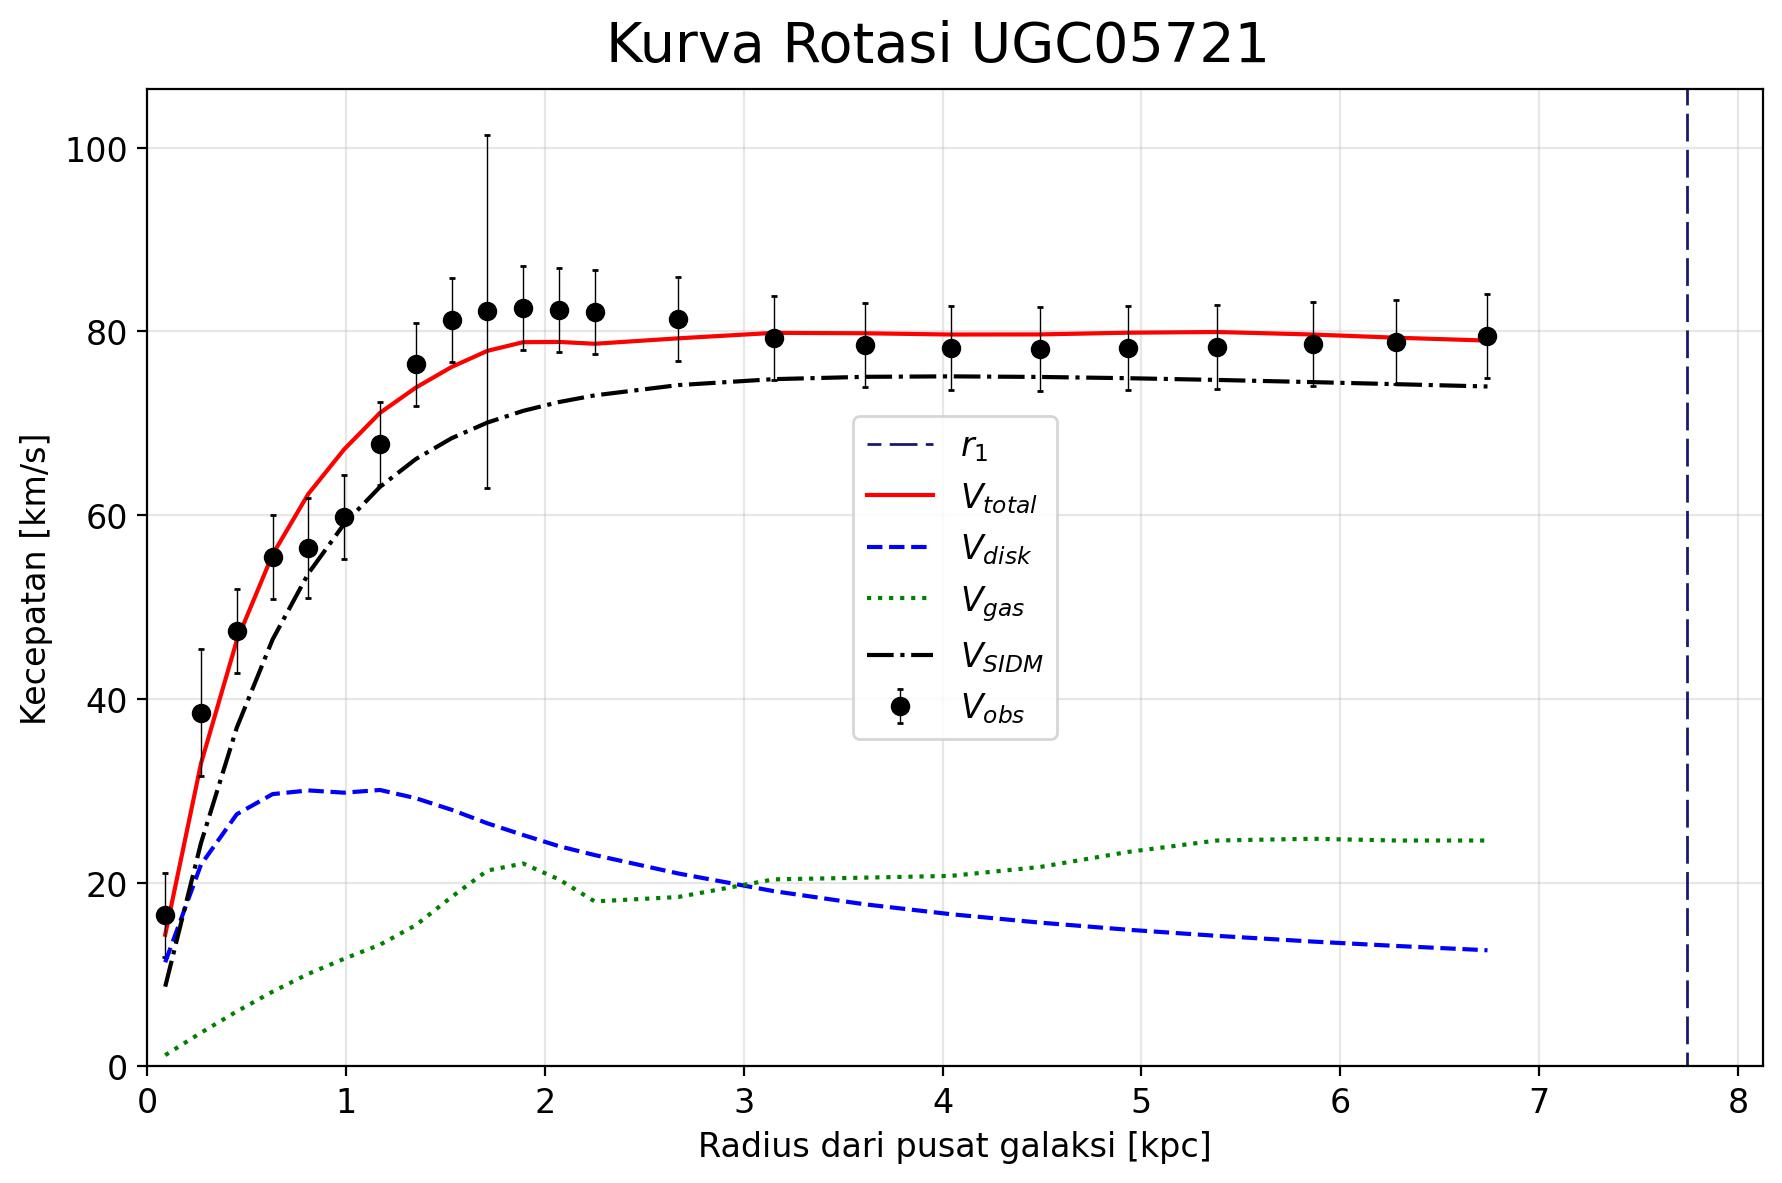 Kurva Rotasi UGC05721
Kecepatan [km/s]
100
80
60
40
20
0
r1
Vtotal
Vdisk
Vgas
VSIDM
Vobs
0 1 2 3 4 5 6 7 8
Radius dari pusat galaksi [kpc]